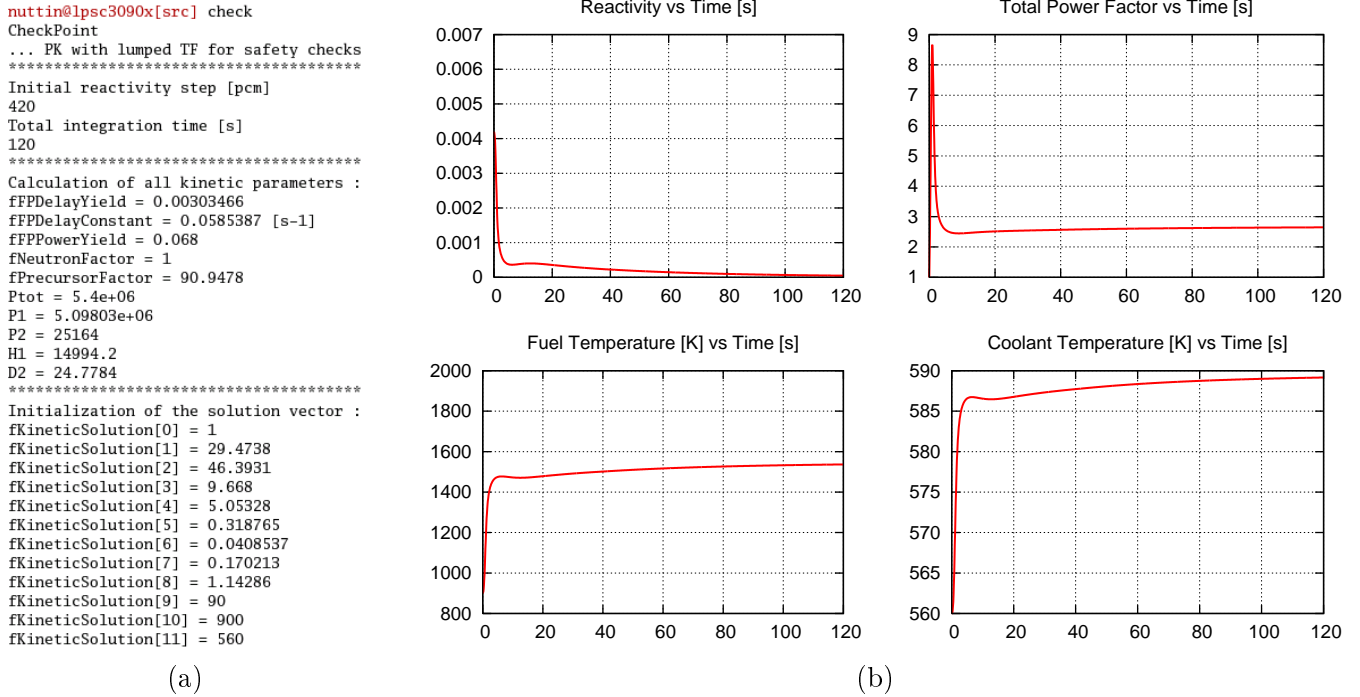 nuttin@lpsc3090x[src] check
CheckPoint
... PK with lumped TF for safety checks
***************************************
Initial reactivity step [pcm]
420
Total integration time [s]
120
***************************************
Calculation of all kinetic parameters :
fFPDelayYield = 0.00303466
fFPDelayConstant = 0.0585387 [s-1]
fFPPowerYield = 0.068
fNeutronFactor = 1
fPrecursorFactor = 90.9478
Ptot = 5.4e+06
P1 = 5.09803e+06
P2 = 25164
H1 = 14994.2
D2 = 24.7784
***************************************
Initialization of the solution vector :
fKineticSolution[0] = 1
fKineticSolution[1] = 29.4738
fKineticSolution[2] = 46.3931
fKineticSolution[3] = 9.668
fKineticSolution[4] = 5.05328
fKineticSolution[5] = 0.318765
fKineticSolution[6] = 0.0408537
fKineticSolution[7] = 0.170213
fKineticSolution[8] = 1.14286
fKineticSolution[9] = 90
fKineticSolution[10] = 900
fKineticSolution[11] = 560
(a)
Reactivity vs Time [s]
0.007
0.006
0.005
0.004
0.003
0.002
0.001
0
0 20 40 60 80 100 120
Total Power Factor vs Time [s]
9
8
7
6
5
4
3
2
1
0 20 40 60 80 100 120
Fuel Temperature [K] vs Time [s]
2000
1800
1600
1400
1200
1000
800
0 20 40 60 80 100 120
Coolant Temperature [K] vs Time [s]
590
585
580
575
570
565
560
0 20 40 60 80 100 120
(b)